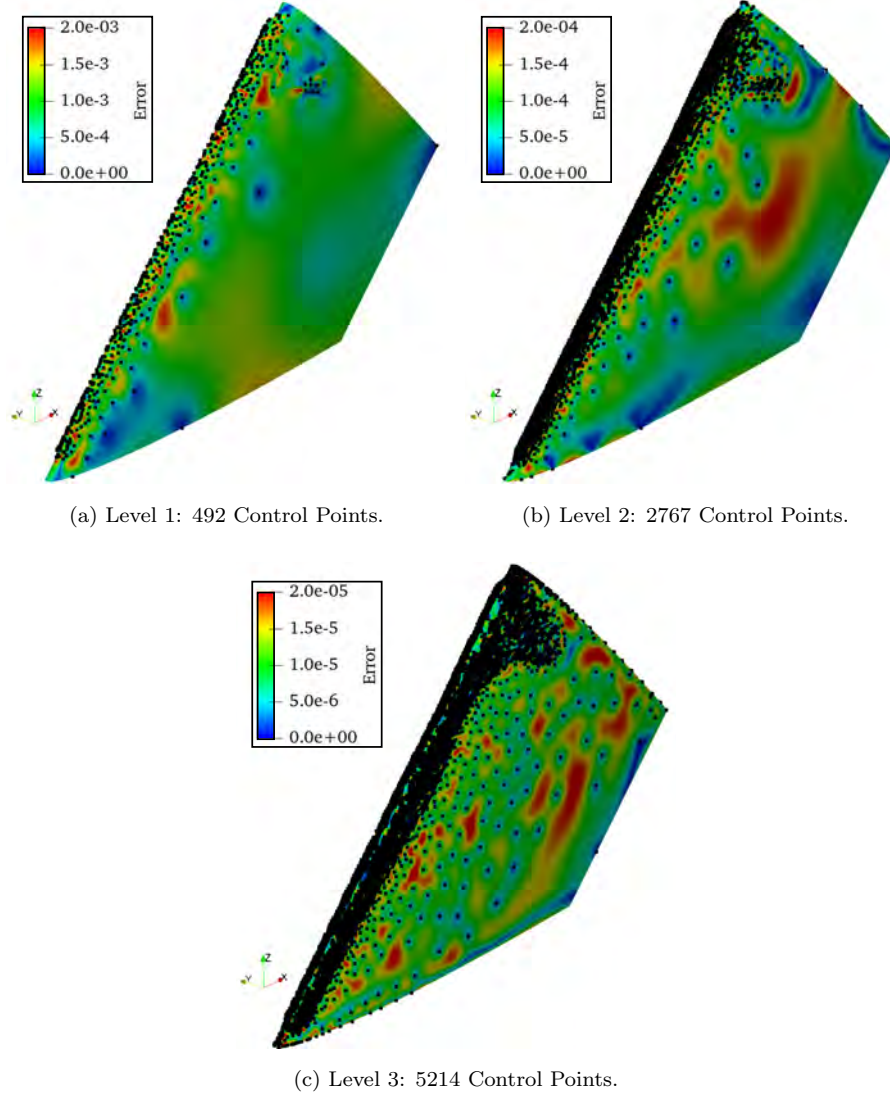 2.0e-03
1.5e-3
1.0e-3
5.0e-4
0.0e+00
Error
Z
Y
X
(a) Level 1: 492 Control Points.
2.0e-04
1.5e-4
1.0e-4
5.0e-5
0.0e+00
Error
Z
Y
X
(b) Level 2: 2767 Control Points.
2.0e-05
1.5e-5
1.0e-5
5.0e-6
0.0e+00
Error
Z
Y
X
(c) Level 3: 5214 Control Points.